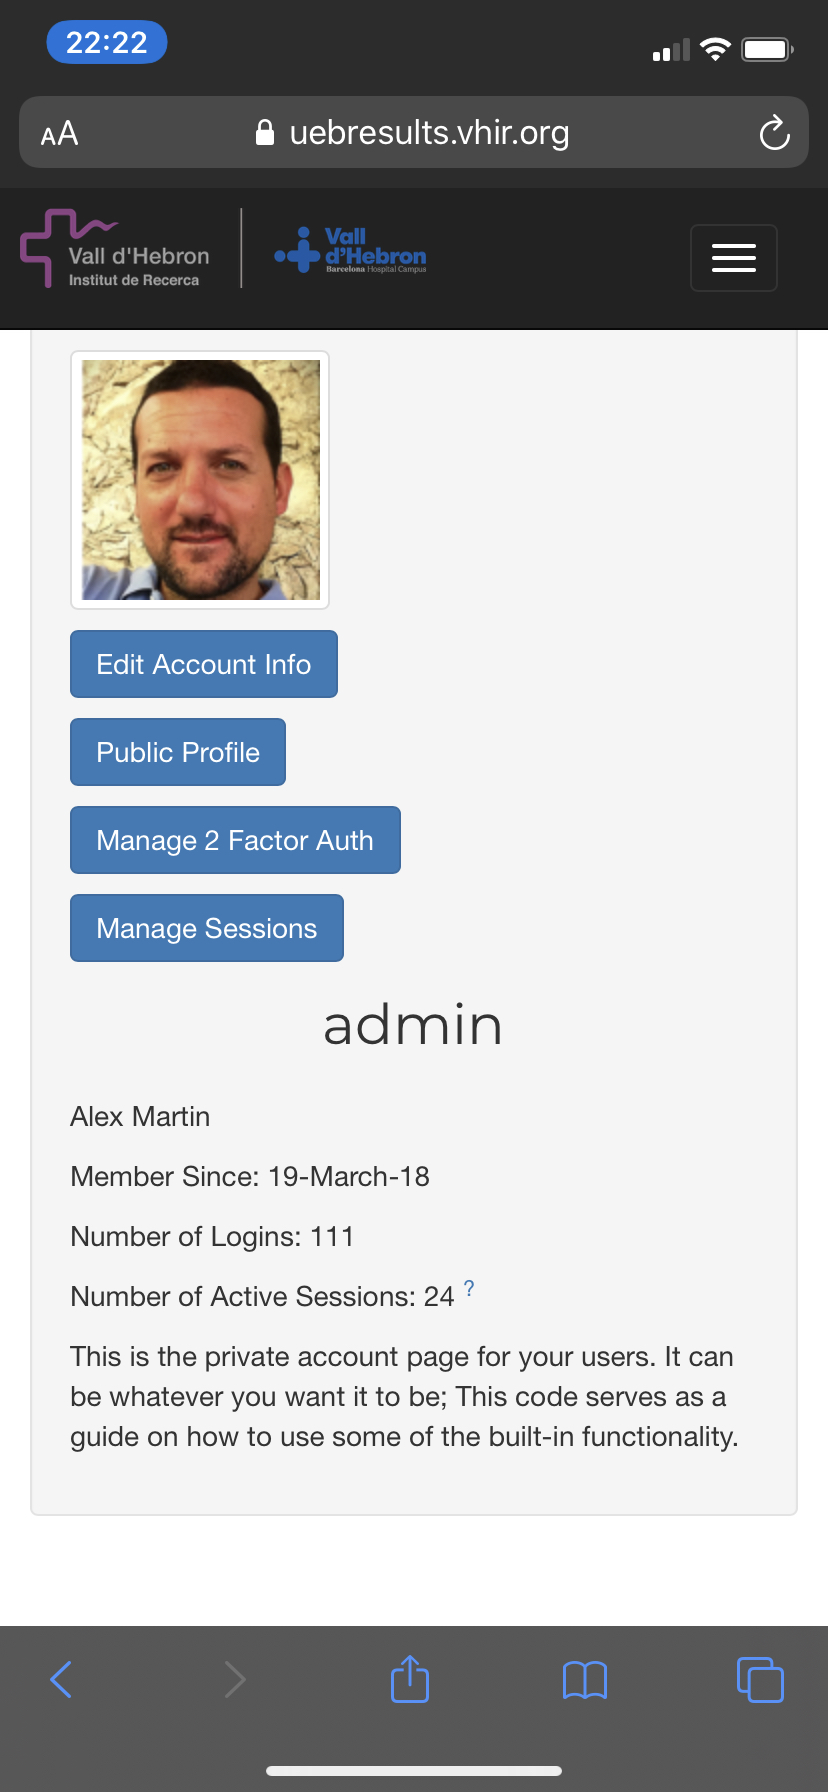 22:22
AA
uebresults.vhir.org
Vall d'Hebron
Institut de Recerca
Vall
d'Hebron
Barcelona Hospital Campus
Edit Account Info
Public Profile
Manage 2 Factor Auth
Manage Sessions
admin
Alex Martin
Member Since: 19-March-18
Number of Logins: 111
Number of Active Sessions: 24 ?
This is the private account page for your users. It can
be whatever you want it to be; This code serves as a
guide on how to use some of the built-in functionality.